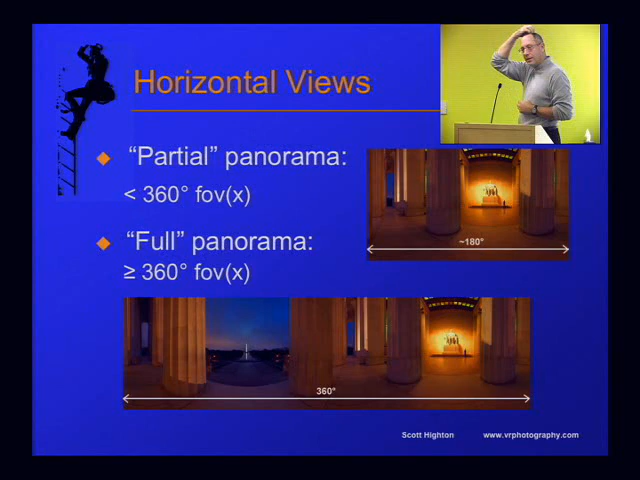 Horizontal Views
“Partial” panorama:
< 360° fov(x)
~180°
“Full” panorama:
≥ 360° fov(x)
360°
Scott Highton www.vrphotography.com